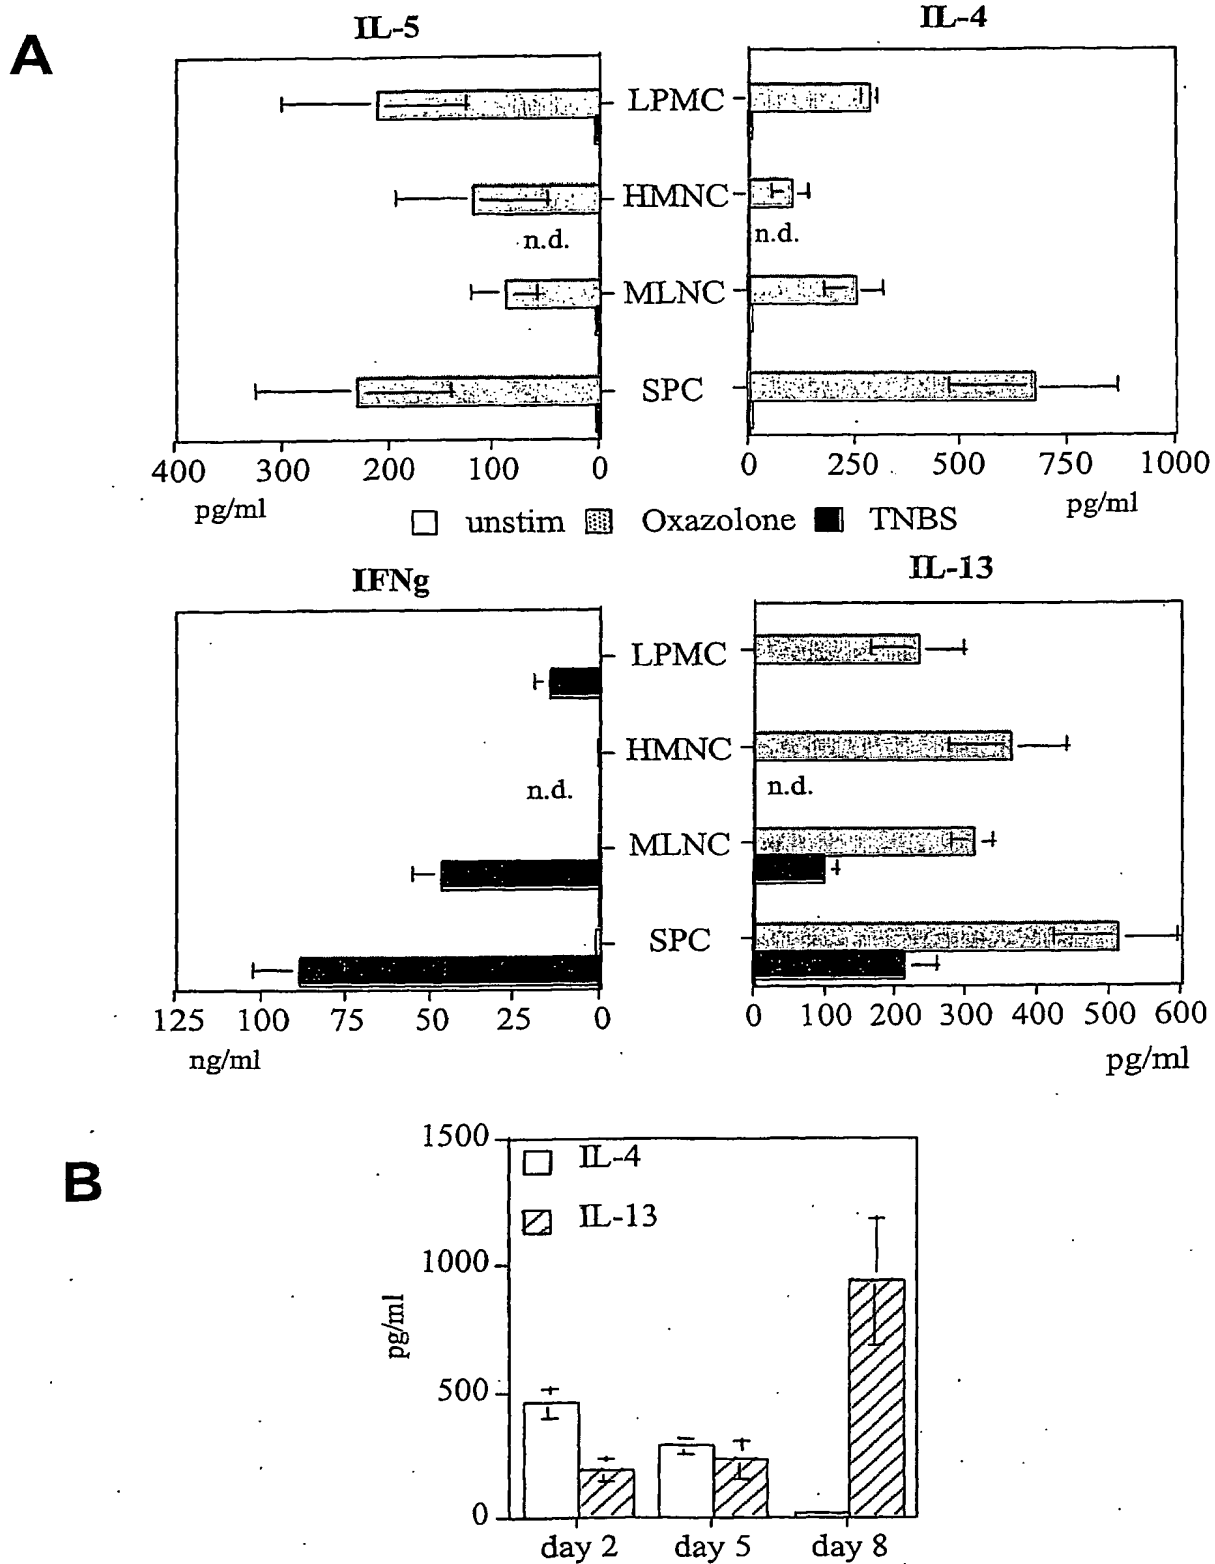 A
IL-5
IL-4
LPMC
HMNC
n.d.
n.d.
MLNC
SPC
400 300 200 100 0
0 250 500 750 1000
pg/ml
pg/ml
unstim Oxazolone TNBS
IFNg
IL-13
LPMC
HMNC
n.d.
n.d.
MLNC
SPC
125 100 75 50 25 0
0 100 200 300 400 500 600
ng/ml
pg/ml
B
1500
IL-4
IL-13
1000
pg/ml
500
0
day 2 day 5 day 8